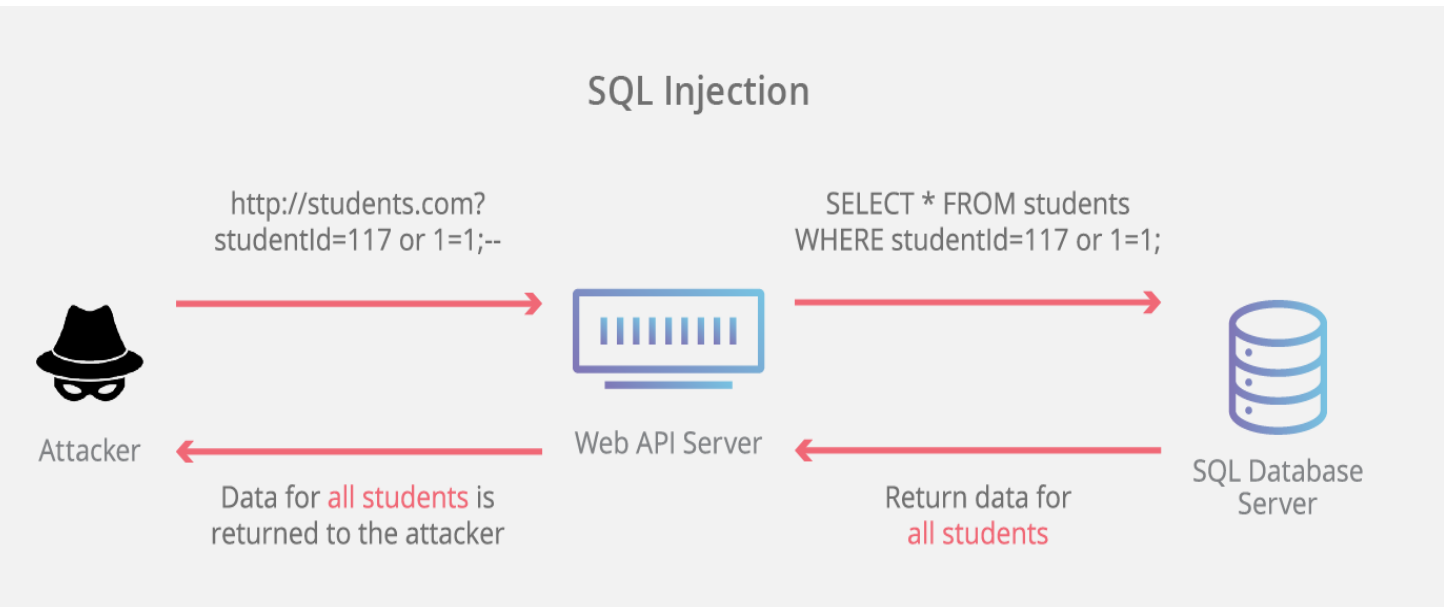 SQL Injection
http://students.com?
studentId=117 or 1=1;--
SELECT * FROM students
WHERE studentId=117 or 1=1;
Attacker
Web API Server
SQL Database
Server
Data for all students is
returned to the attacker
Return data for
all students